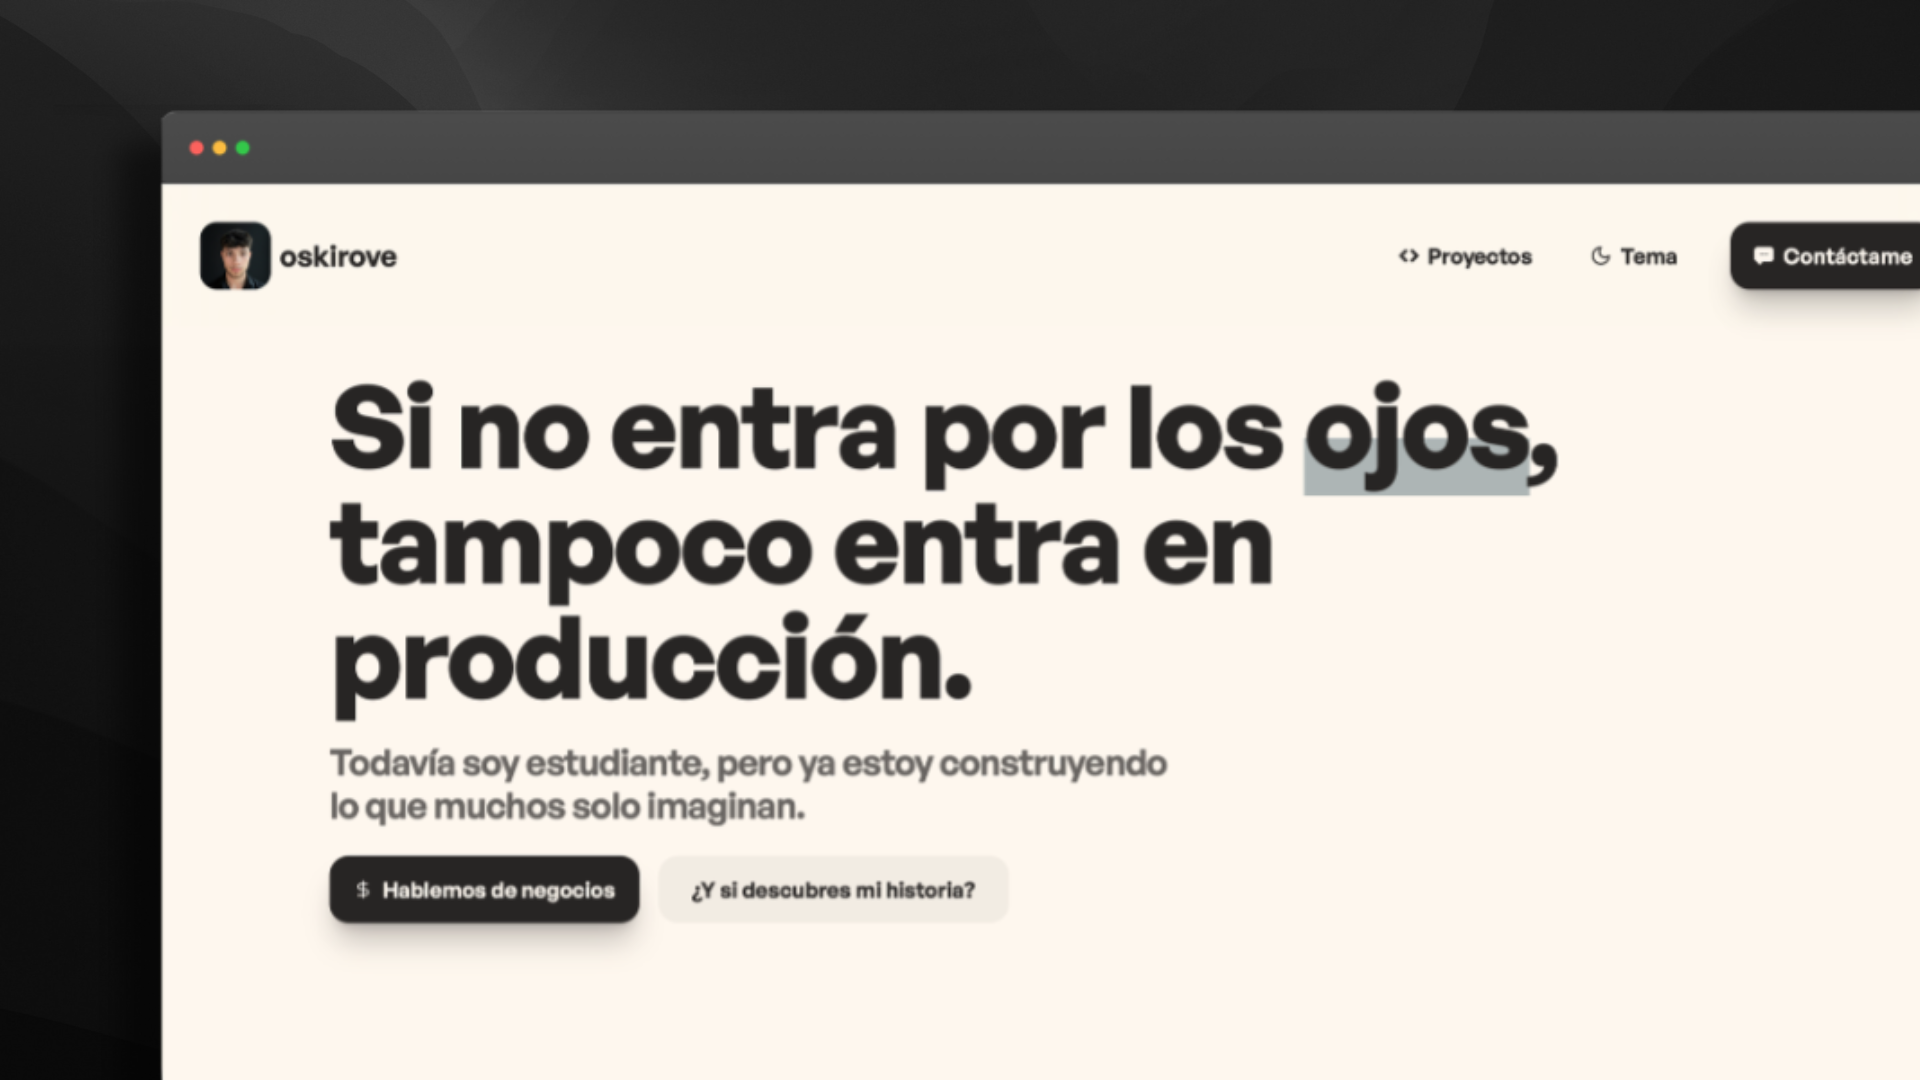 oskirove
<> Proyectos
Tema
Contáctame
Si no entra por los ojos,
tampoco entra en
producción.
Todavía soy estudiante, pero ya estoy construyendo
lo que muchos solo imaginan.
$ Hablemos de negocios
¿Y si descubres mi historia?